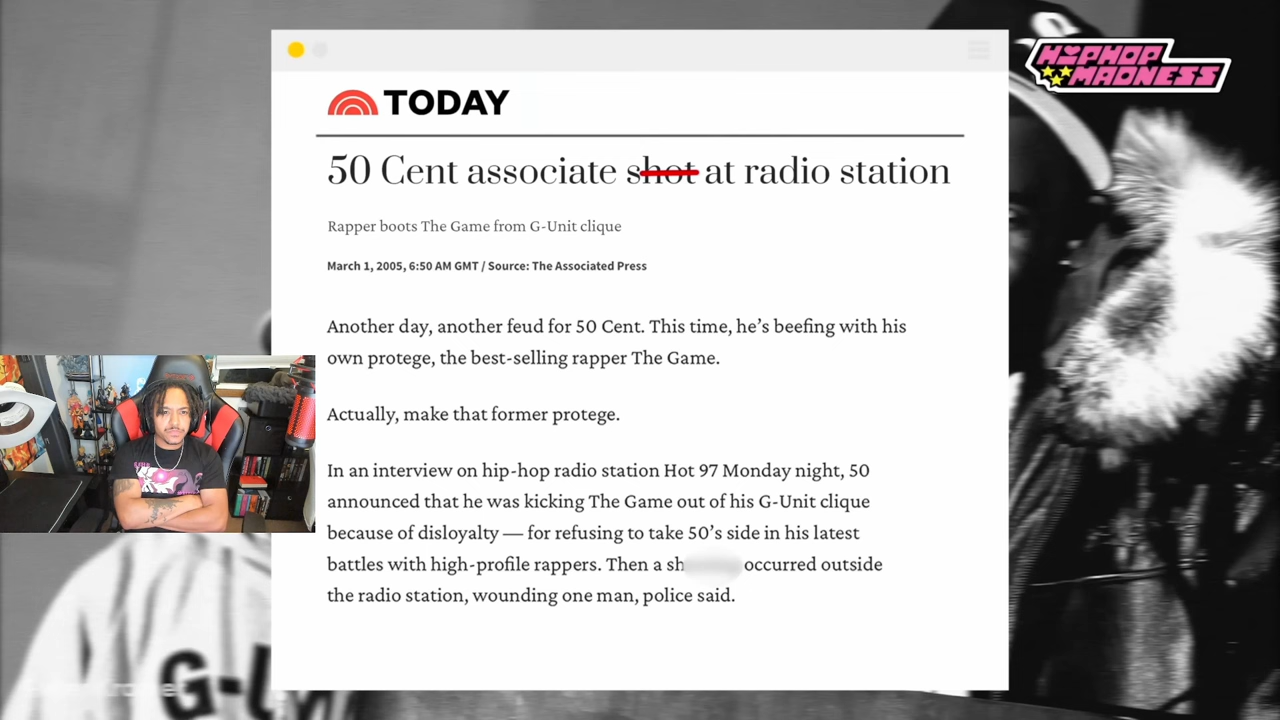 HIPHOP
MADNESS
TODAY
50 Cent associate shot at radio station
Rapper boots The Game from G-Unit clique
March 1, 2005, 6:50 AM GMT / Source: The Associated Press
Another day, another feud for 50 Cent. This time, he's beefing with his
own protege, the best-selling rapper The Game.
Actually, make that former protege.
In an interview on hip-hop radio station Hot 97 Monday night, 50
announced that he was kicking The Game out of his G-Unit clique
because of disloyalty — for refusing to take 50's side in his latest
battles with high-profile rappers. Then a sh occurred outside
the radio station, wounding one man, police said.